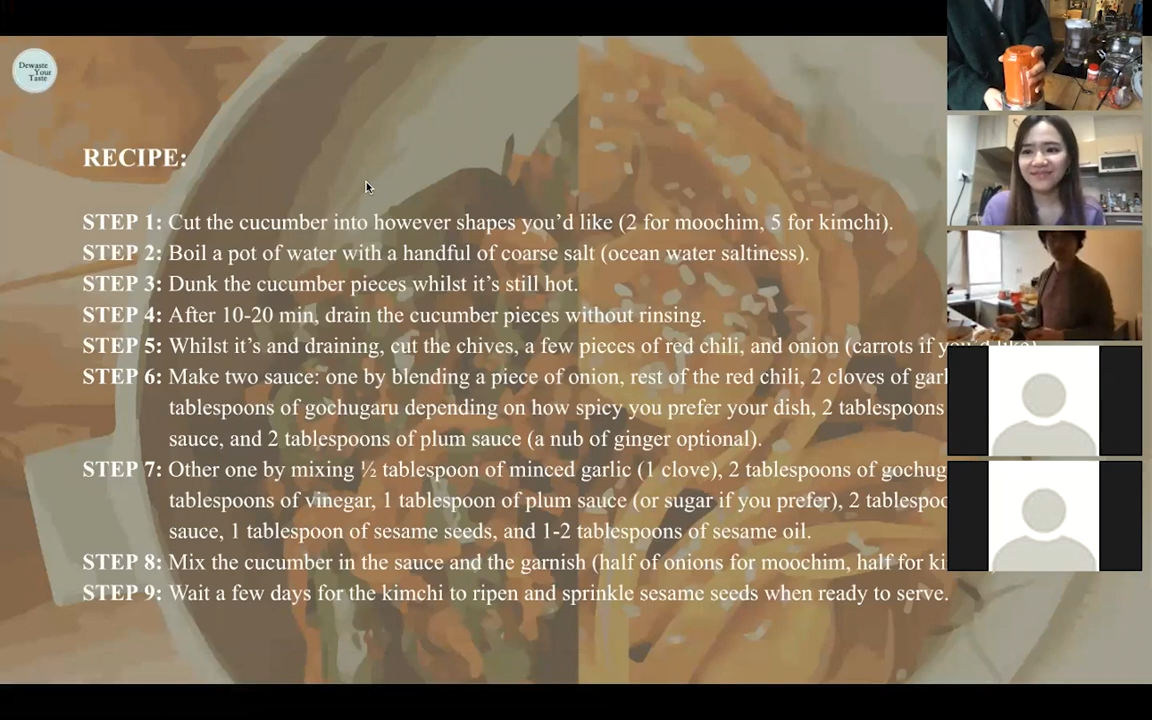 Dewaste
Your
Taste
RECIPE:
STEP 1: Cut the cucumber into however shapes you’d like (2 for moochim, 5 for kimchi).
STEP 2: Boil a pot of water with a handful of coarse salt (ocean water saltiness).
STEP 3: Dunk the cucumber pieces whilst it’s still hot.
STEP 4: After 10-20 min, drain the cucumber pieces without rinsing.
STEP 5: Whilst it’s and draining, cut the chives, a few pieces of red chili, and onion (carrots if you’d like)
STEP 6: Make two sauce: one by blending a piece of onion, rest of the red chili, 2 cloves of
tablespoons of gochugaru depending on how spicy you prefer your dish, 2 tablespoons
sauce, and 2 tablespoons of plum sauce (a nub of ginger optional).
STEP 7: Other one by mixing ½ tablespoon of minced garlic (1 clove), 2 tablespoons of
tablespoons of vinegar, 1 tablespoon of plum sauce (or sugar if you prefer), 2
sauce, 1 tablespoon of sesame seeds, and 1-2 tablespoons of sesame oil.
STEP 8: Mix the cucumber in the sauce and the garnish (half of onions for moochim, half for
STEP 9: Wait a few days for the kimchi to ripen and sprinkle sesame seeds when ready to serve.